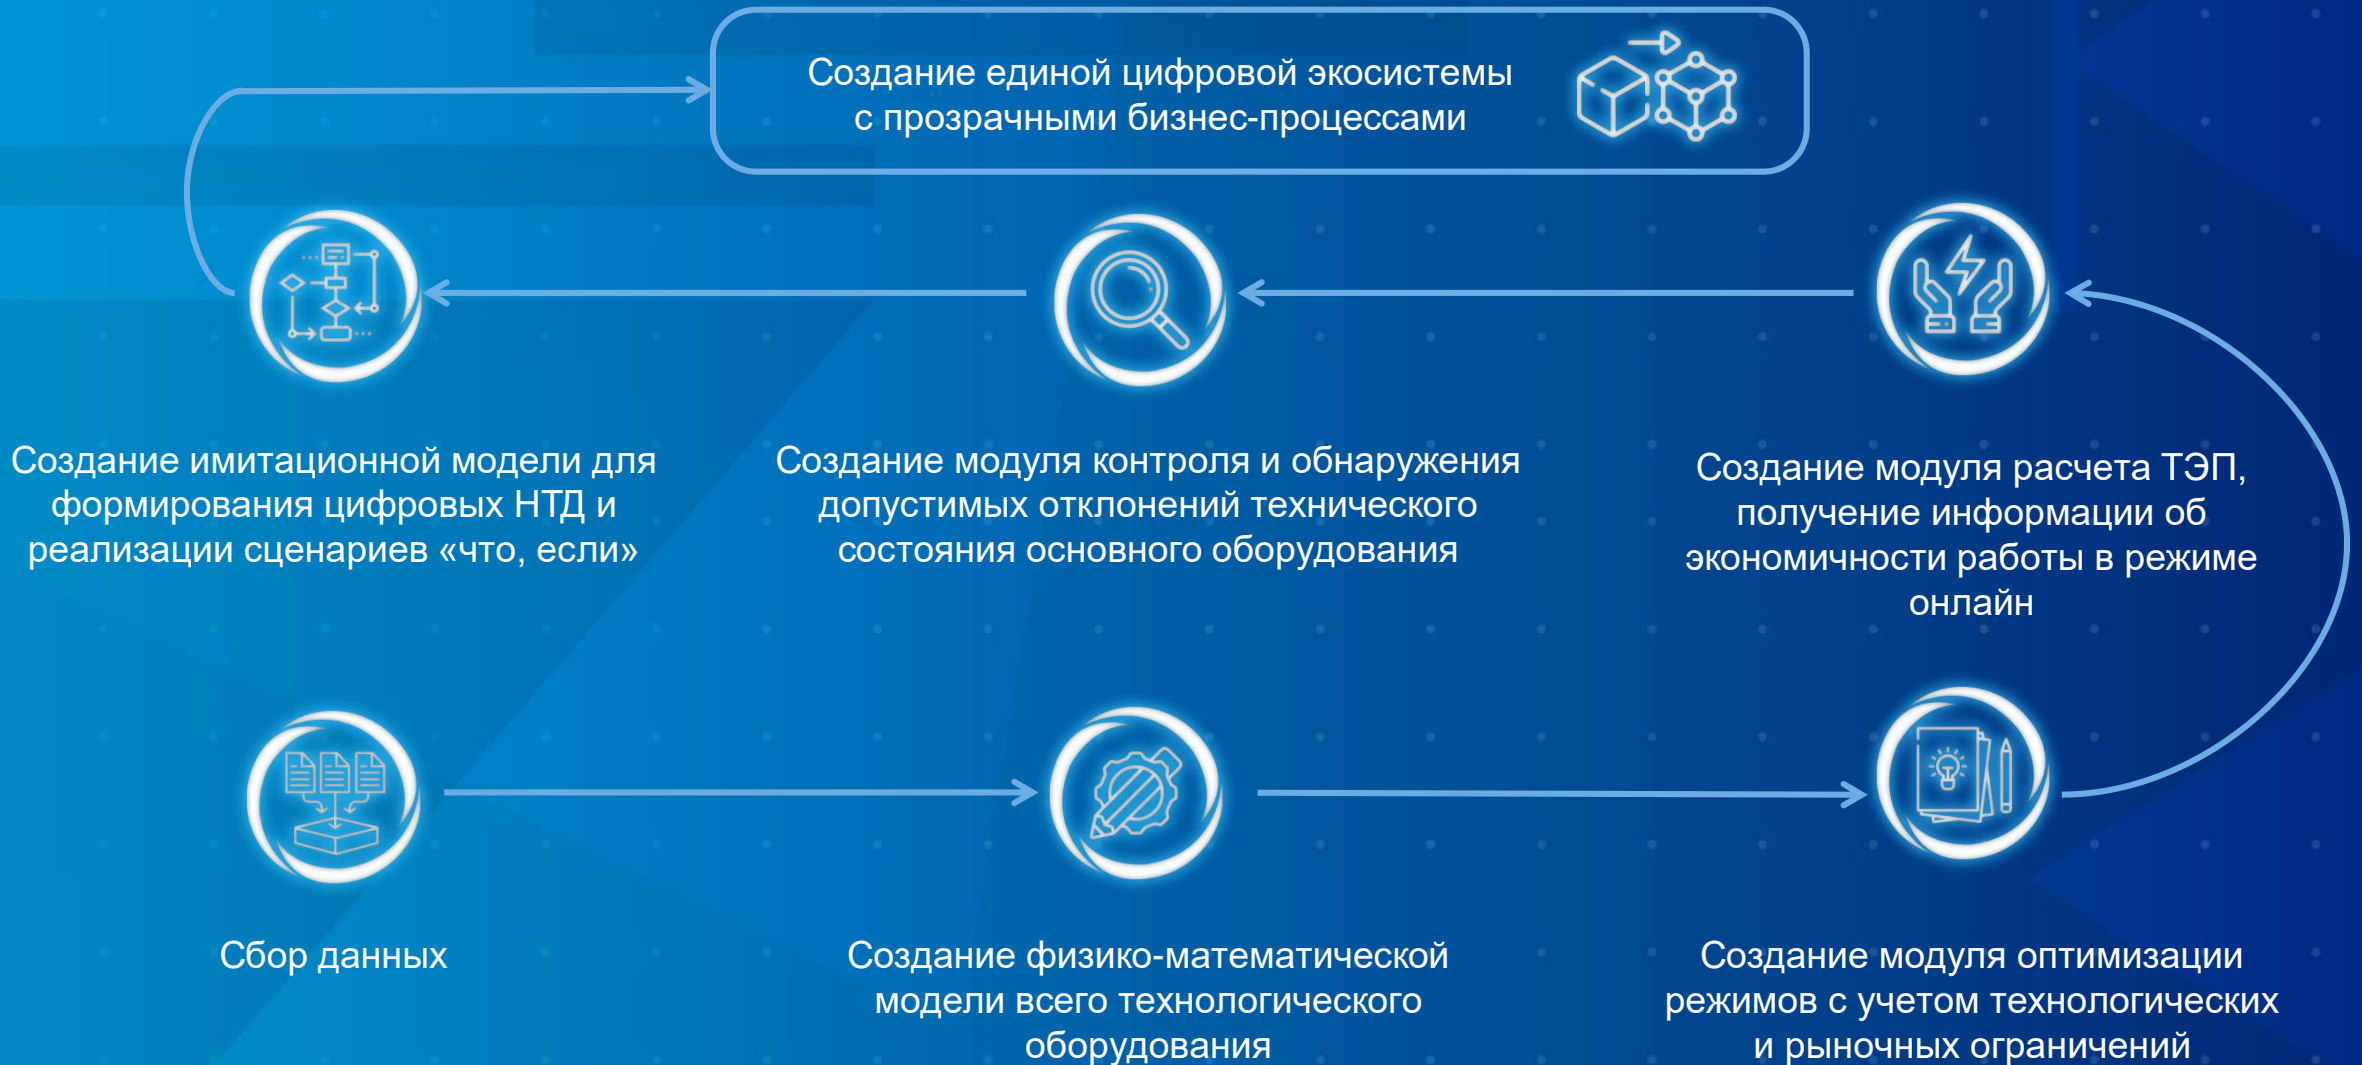 Создание единой цифровой экосистемы
с прозрачными бизнес-процессами
Создание имитационной модели для
формирования цифровых НТД и
реализации сценариев «что, если»
Создание модуля контроля и обнаружения
допустимых отклонений технического
состояния основного оборудования
Создание модуля расчета ТЭП,
получение информации об
экономичности работы в режиме
онлайн
Сбор данных
Создание физико-математической
модели всего технологического
оборудования
Создание модуля оптимизации
режимов с учетом технологических
и рыночных ограничений